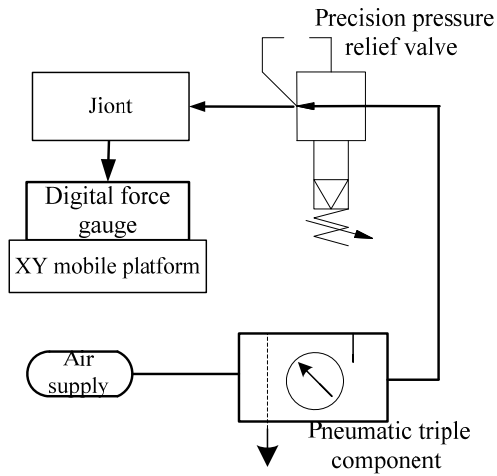 Precision pressure
relief valve
Jiont
Digital force
gauge
XY mobile platform
Air
supply
Pneumatic triple
component